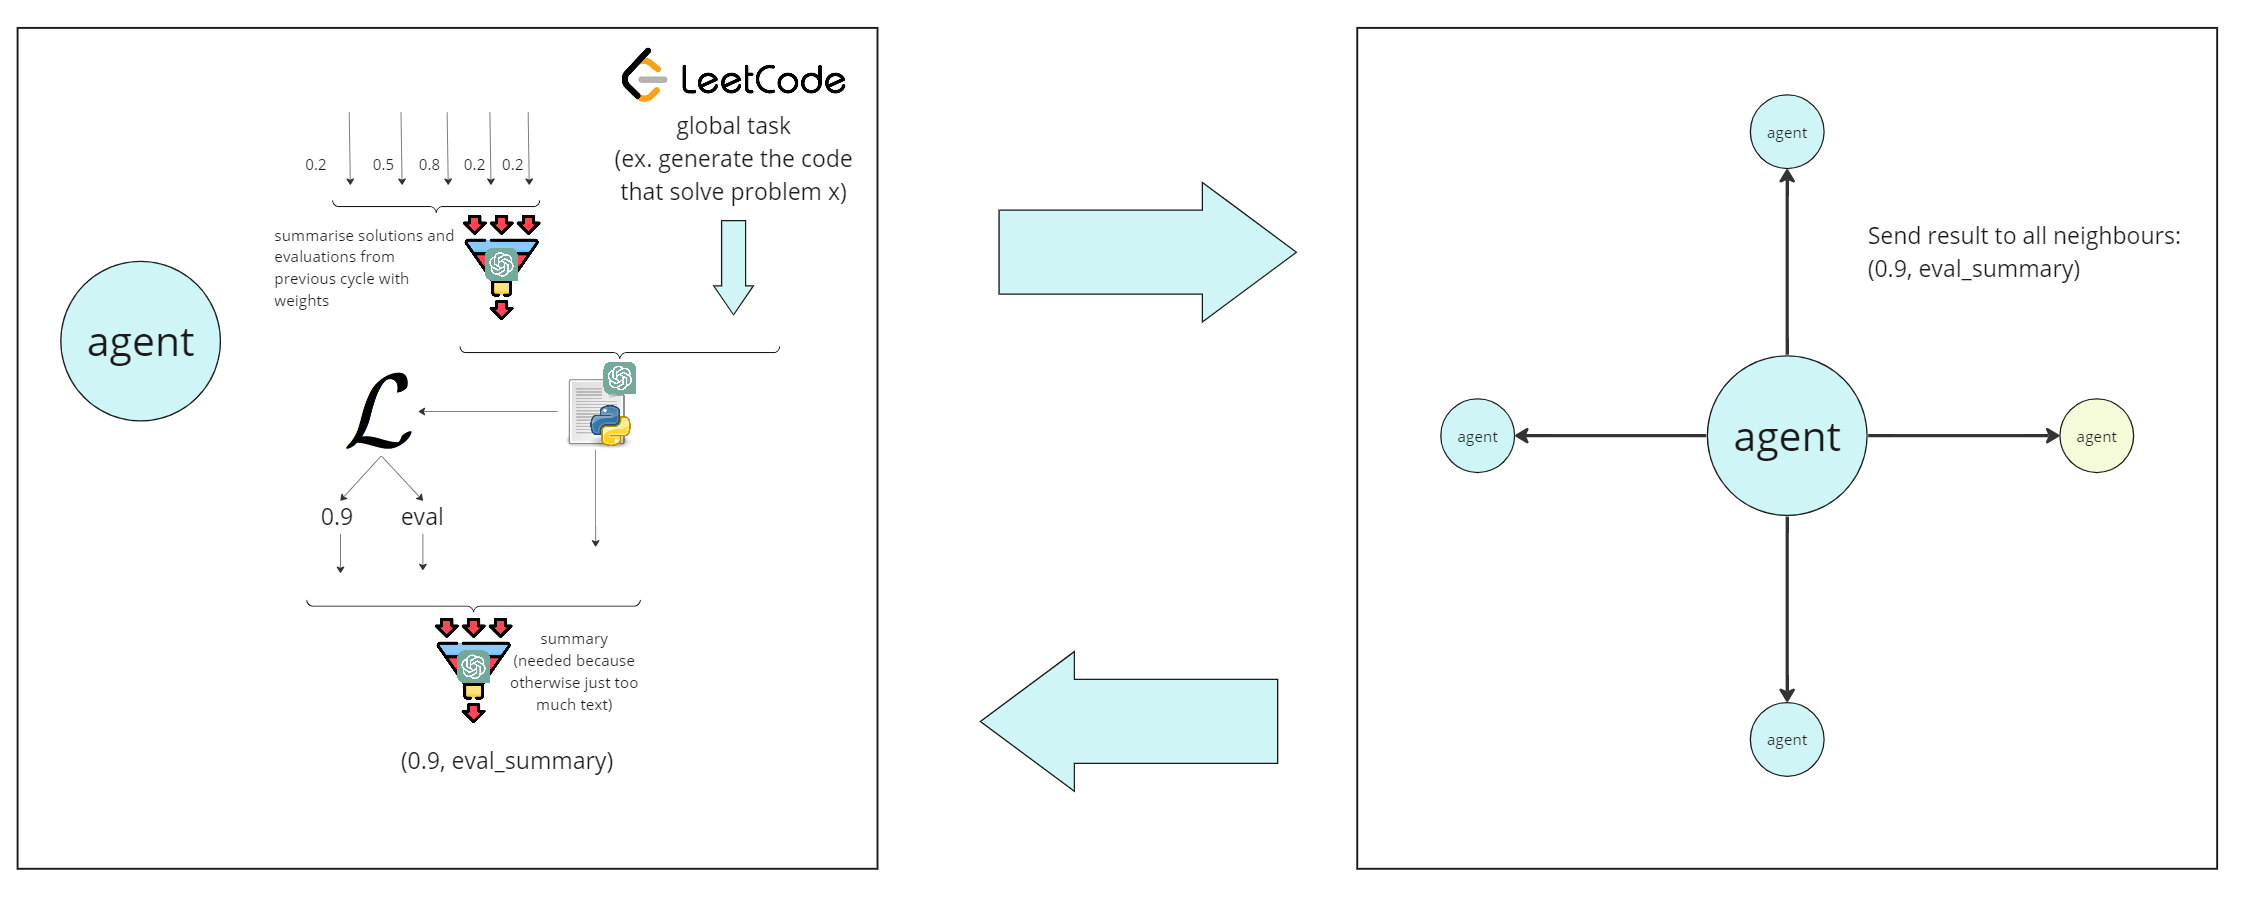 LeetCode
global task
(ex. generate the code
that solve problem x)
0.2
0.5
0.8
0.2
0.2
summarise solutions and
evaluations from
previous cycle with
weights
agent
ℒ
0.9
eval
summary
(needed because
otherwise just too
much text)
(0.9, eval_summary)
agent
Send result to all neighbours:
(0.9, eval_summary)
agent
agent
agent
agent